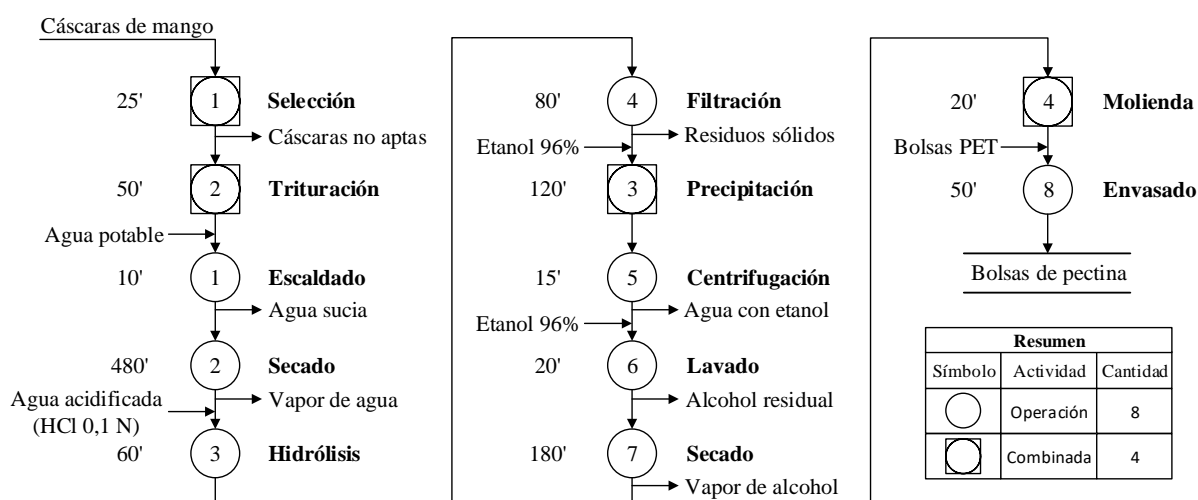 Cáscaras de mango
25'
1
Selección
Cáscaras no aptas
50'
2
Trituración
Agua potable
10'
1
Escaldado
Agua sucia
480'
2
Secado
Agua acidificada
(HCl 0,1 N)
Vapor de agua
60'
3
Hidrólisis
80'
4
Filtración
Etanol 96%
Residuos sólidos
120'
3
Precipitación
15'
5
Centrifugación
Etanol 96%
Agua con etanol
20'
6
Lavado
Alcohol residual
180'
7
Secado
Vapor de alcohol
20'
4
Molienda
Bolsas PET
50'
8
Envasado
Bolsas de pectina
Resumen
Símbolo Actividad Cantidad
Operación 8
Combinada 4